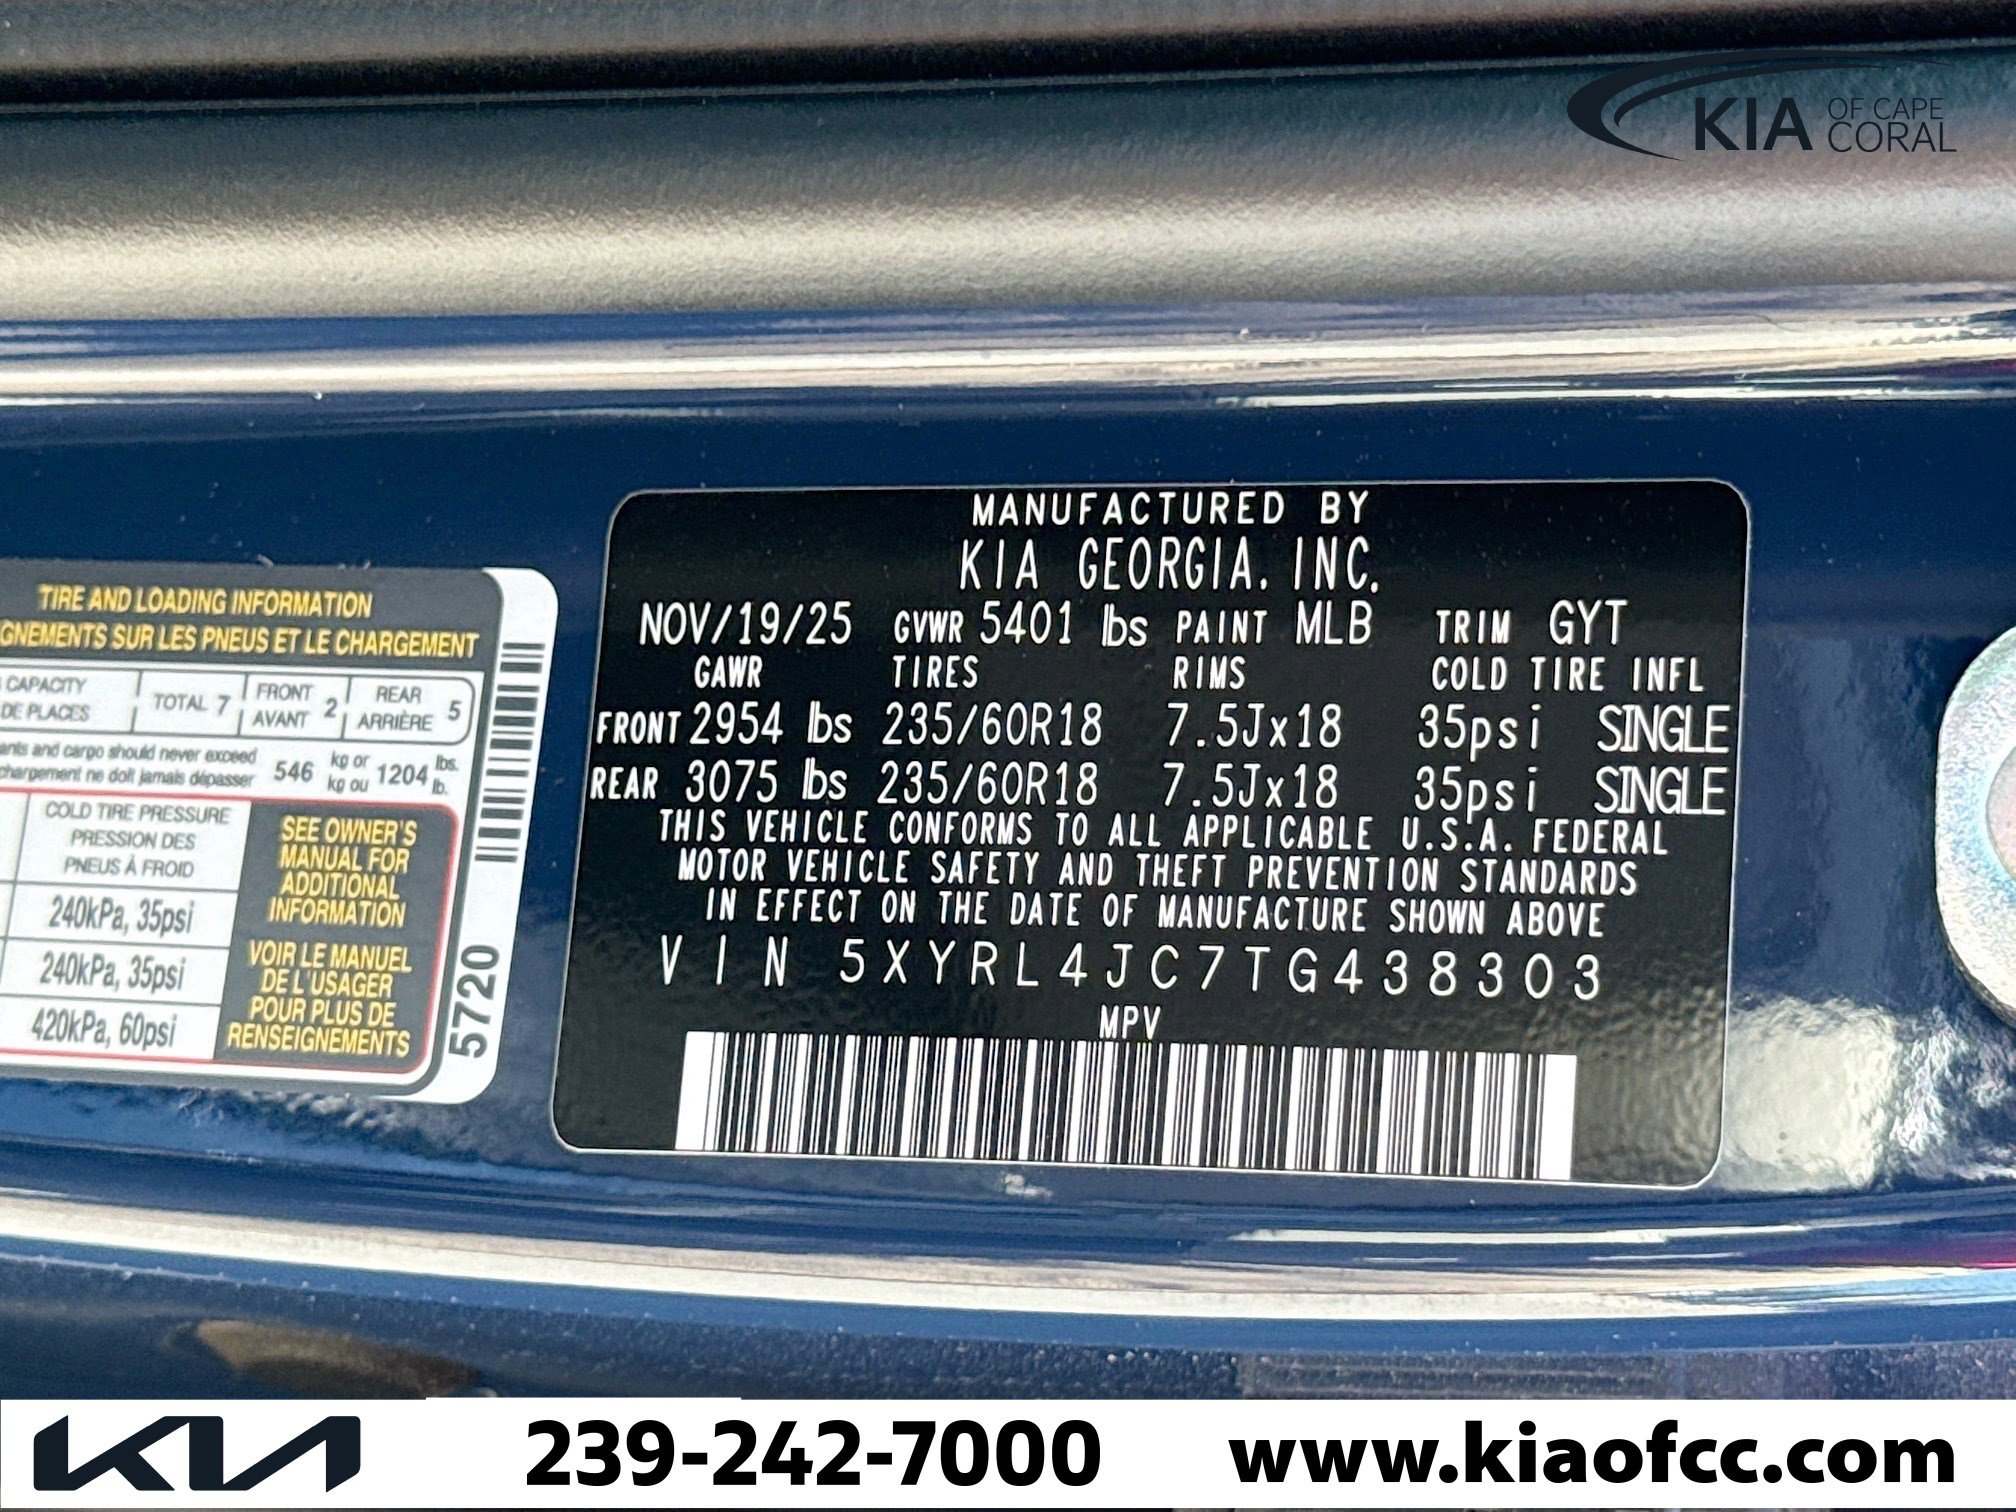 KIA OF CAPE CORAL
MANUFACTURED BY
KIA GEORGIA, INC.
NOV/19/25 GVWR 5401 lbs PAINT MLB TRIM GYT
GAWR TIRES RIMS COLD TIRE INFL
FRONT 2954 lbs 235/60R18 7.5Jx18 35psi SINGLE
REAR 3075 lbs 235/60R18 7.5Jx18 35psi SINGLE
THIS VEHICLE CONFORMS TO ALL APPLICABLE U.S.A. FEDERAL
MOTOR VEHICLE SAFETY AND THEFT PREVENTION STANDARDS
IN EFFECT ON THE DATE OF MANUFACTURE SHOWN ABOVE
VIN 5XYRL4JC7TG438303
MPV
TIRE AND LOADING INFORMATION
SUR LES PNEUS ET LE CHARGEMENT
CAPACITY TOTAL 7 FRONT 2 REAR 5
DE PLACES AVANT ARRIÈRE
and cargo should never exceed 546 kg or 1204 lbs.
chargement ne doit jamais dépasser kg ou lb.
COLD TIRE PRESSURE
PRESSION DES
PNEUS À FROID
240kPa, 35psi
240kPa, 35psi
420kPa, 60psi
SEE OWNER'S
MANUAL FOR
ADDITIONAL
INFORMATION
VOIR LE MANUEL
DE L'USAGER
POUR PLUS DE
RENSEIGNEMENTS
5720
KIA 239-242-7000 www.kiaofcc.com